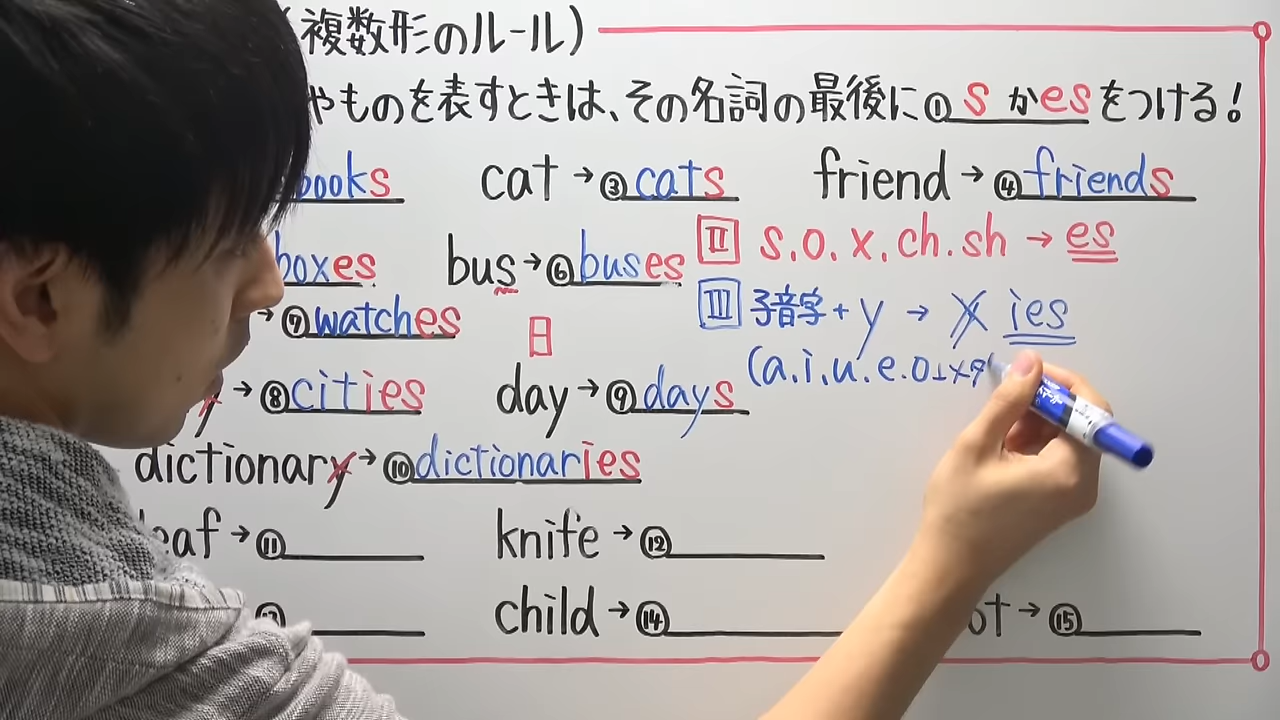 (複数形のルール)
やものを表すときは、その名詞の最後に①sかesをつける!
books cat→③cats friend→④friends
Ⅱ s.o.x.ch.sh→es
boxes bus→⑥buses
Ⅲ 子音字+y→y ies
→⑦watches
日
(a.i.u.e.o以外
y→⑧cities day→⑨days
dictionary→⑩dictionaries
leaf→⑪ knife→⑫
⑬ child→⑭ ot→⑮